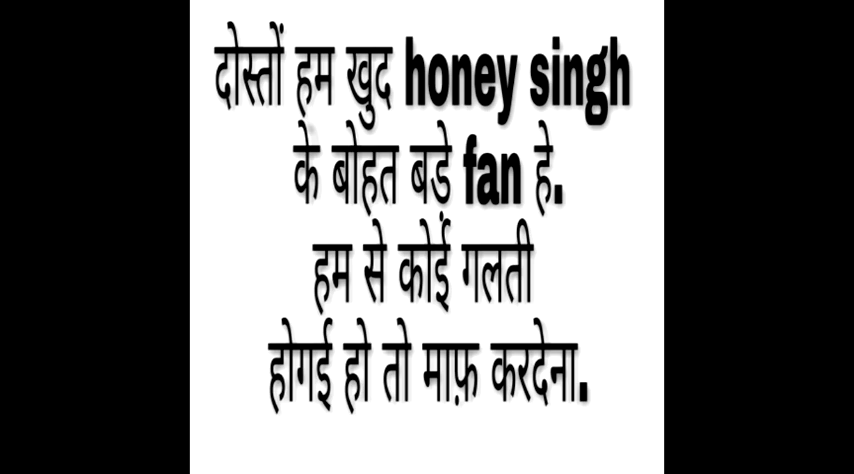 दोस्तों हम खुद honey singh
के बोहत बड़े fan हे.
हम से कोई गलती
होगई हो तो माफ़ करदेना.